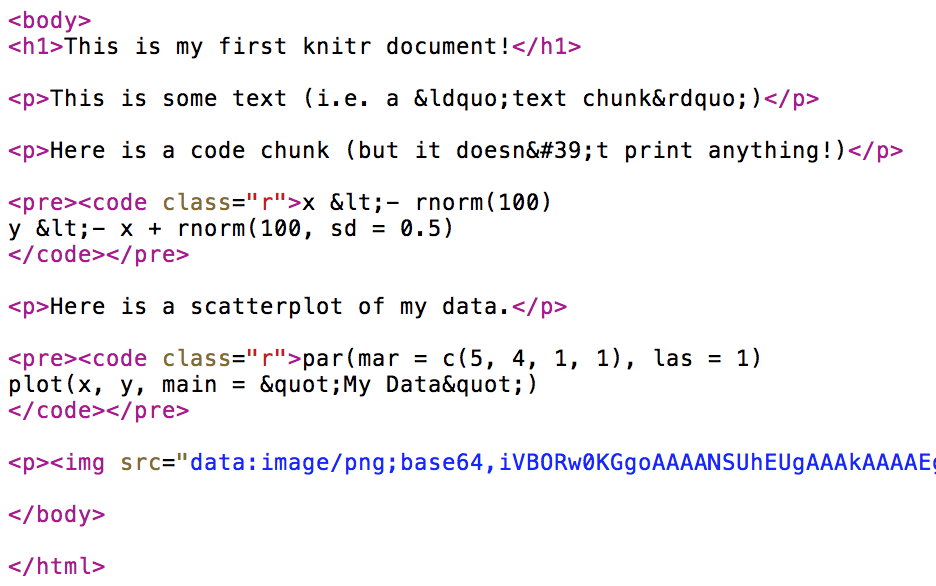 <body>
<h1>This is my first knitr document!</h1>
<p>This is some text (i.e. a &ldquo;text chunk&rdquo;)</p>
<p>Here is a code chunk (but it doesn&#39;t print anything!)</p>
<pre><code class="r">x &lt;- rnorm(100)
y &lt;- x + rnorm(100, sd = 0.5)
</code></pre>
<p>Here is a scatterplot of my data.</p>
<pre><code class="r">par(mar = c(5, 4, 1, 1), las = 1)
plot(x, y, main = &quot;My Data&quot;)
</code></pre>
<p><img src="data:image/png;base64,iVBORw0KGgoAAAANSUhEUgAAAkAAAAEg
</body>
</html>